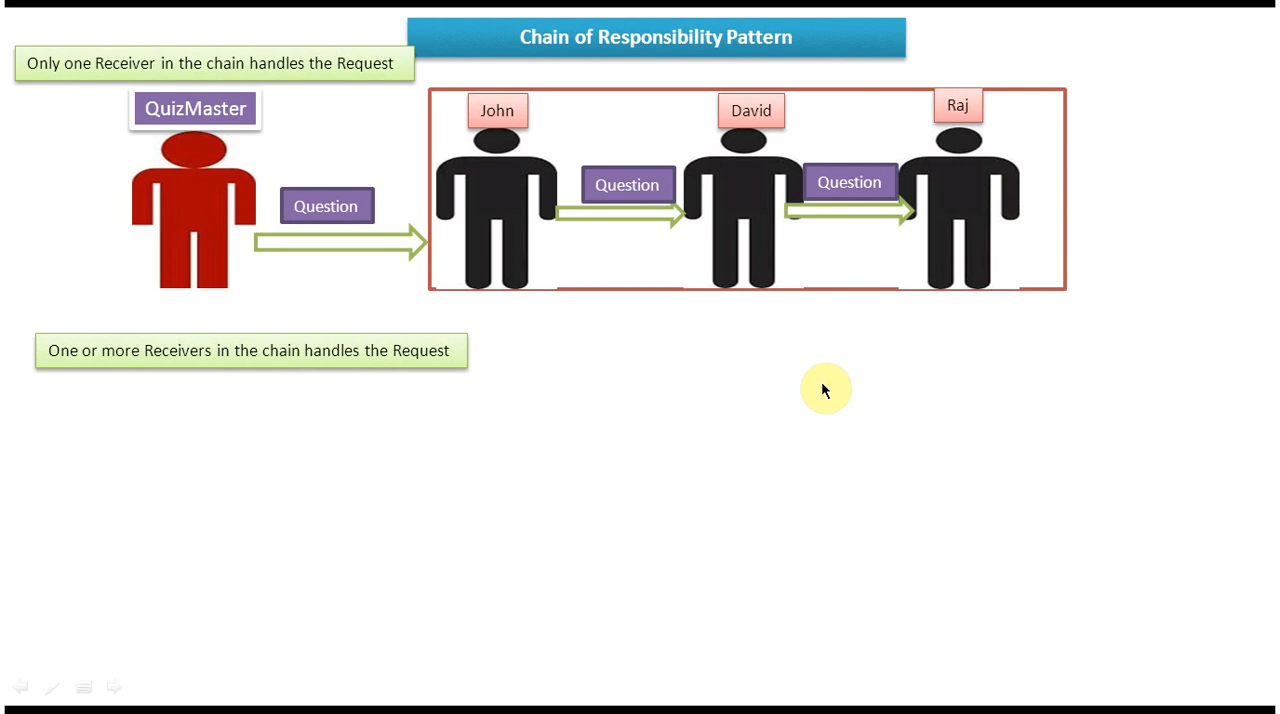 Chain of Responsibility Pattern
Only one Receiver in the chain handles the Request
QuizMaster
John
David
Raj
Question
Question
Question
One or more Receivers in the chain handles the Request